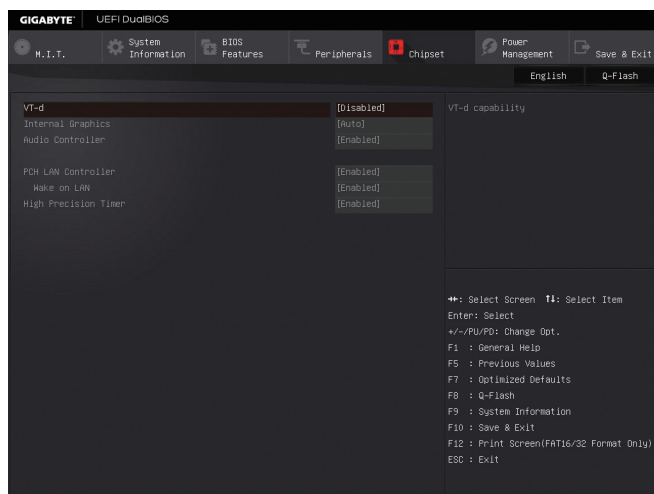 GIGABYTE™ UEFI DualBIOS
M.I.T.
System Information
BIOS Features
Peripherals
Chipset
Power Management
Save & Exit
English Q-Flash
VT-d [Disabled]
Internal Graphics [Auto]
Audio Controller [Enabled]
PCH LAN Controller [Enabled]
Wake on LAN [Enabled]
High Precision Timer [Enabled]
VT-d capability
→←: Select Screen ↑↓: Select Item
Enter: Select
+/-/PU/PD: Change Opt.
F1 : General Help
F5 : Previous Values
F7 : Optimized Defaults
F8 : Q-Flash
F9 : System Information
F10 : Save & Exit
F12 : Print Screen(FAT16/32 Format Only)
ESC : Exit